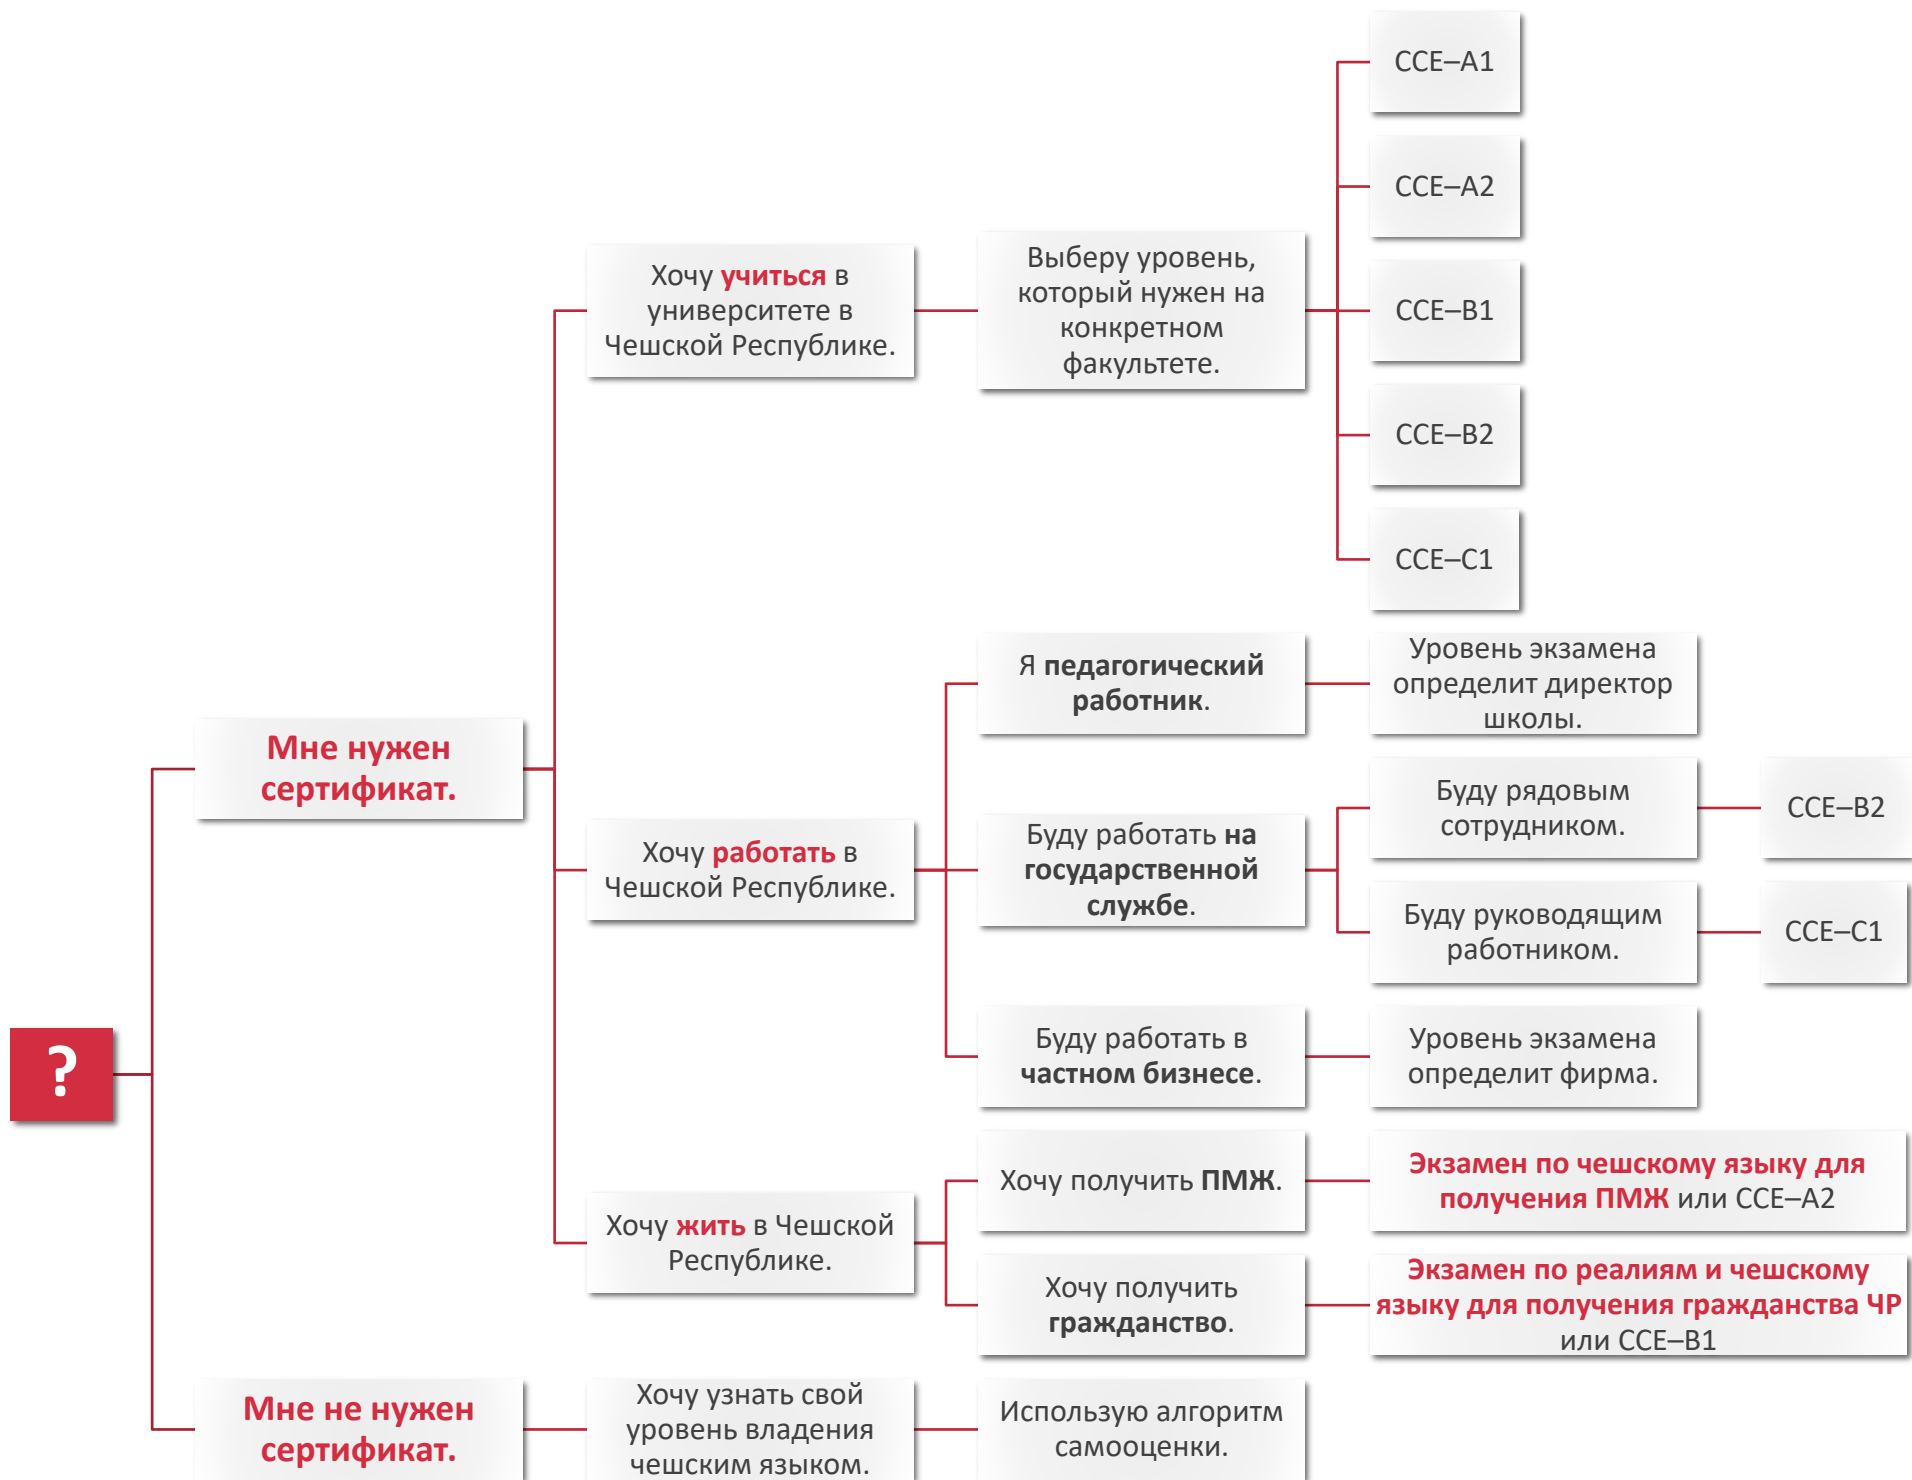 CCE–A1
CCE–A2
Хочу учиться в
университете в
Чешской Республике.
Выберу уровень,
который нужен на
конкретном
факультете.
CCE–B1
CCE–B2
CCE–C1
Мне нужен
сертификат.
Я педагогический
работник.
Уровень экзамена
определит директор
школы.
Хочу работать в
Чешской Республике.
Буду работать на
государственной
службе.
Буду рядовым
сотрудником.
CCE–B2
Буду руководящим
работником.
CCE–C1
?
Буду работать в
частном бизнесе.
Уровень экзамена
определит фирма.
Хочу жить в Чешской
Республике.
Хочу получить ПМЖ.
Экзамен по чешскому языку для
получения ПМЖ или CCE–A2
Хочу получить
гражданство.
Экзамен по реалиям и чешскому
языку для получения гражданства ЧР
или CCE–B1
Мне не нужен
сертификат.
Хочу узнать свой
уровень владения
чешским языком.
Использую алгоритм
самооценки.